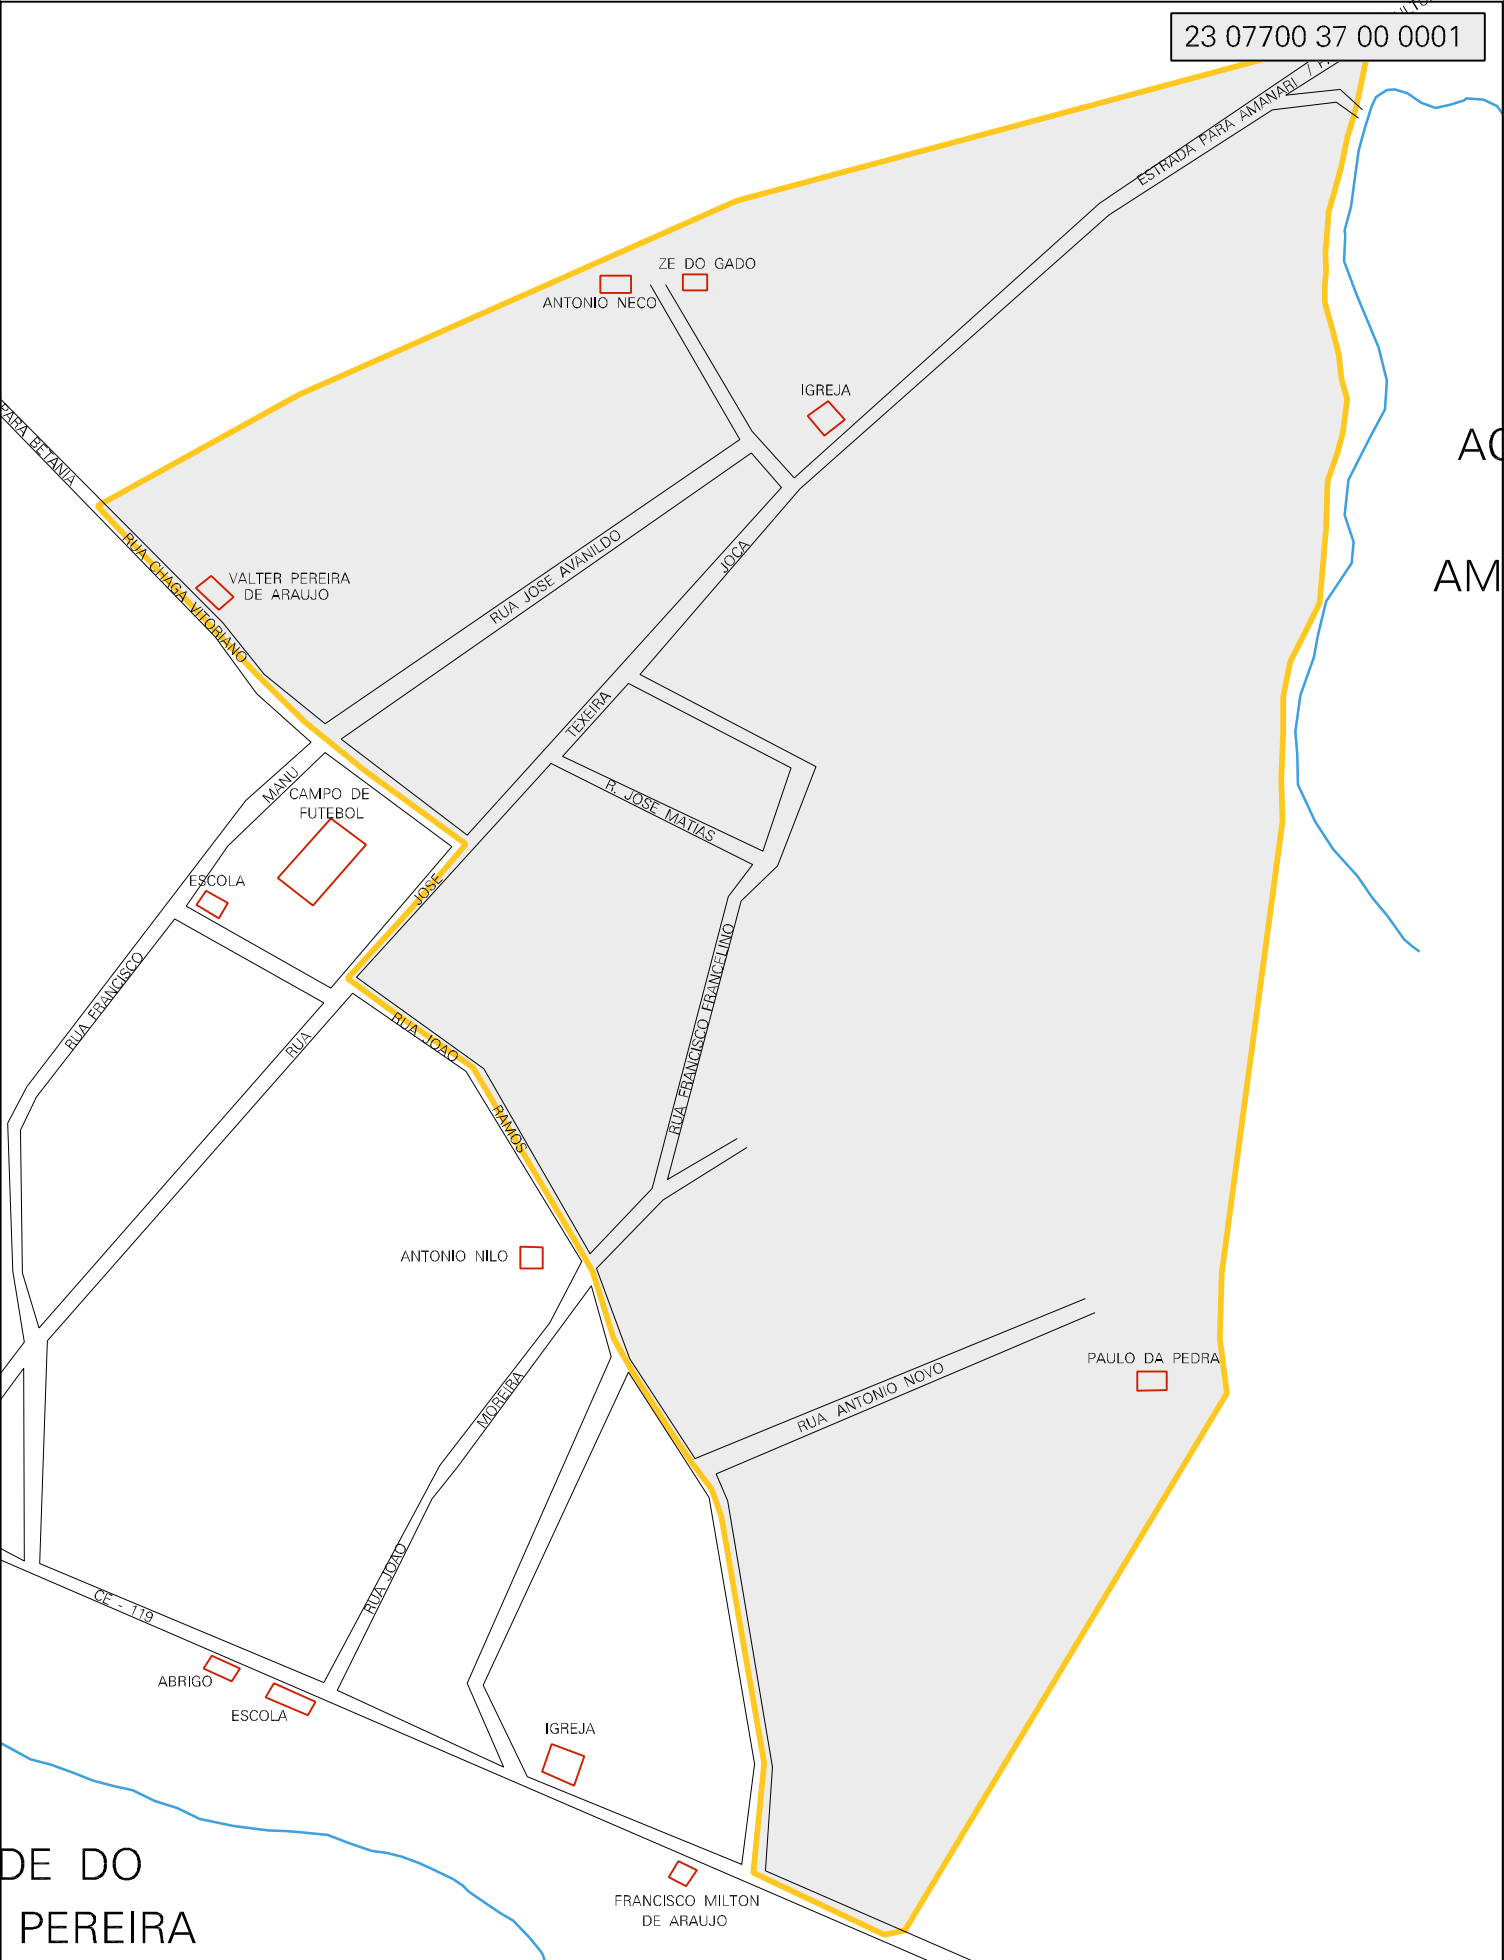 23 07700 37 00 0001
ESTRADA PARA AMANARI /
ZE DO GADO
ANTONIO NECO
IGREJA
PARA BETANIA
AM
RUA CHAGA VITORIANO
VALTER PEREIRA
DE ARAUJO
RUA JOSE AVANILDO
JOCA
TEXEIRA
MANU
CAMPO DE
FUTEBOL
R. JOSE MATIAS
ESCOLA
JOSE
RUA FRANCISCO
RUA
RUA JOAO
RAMOS
RUA FRANCISCO FRANCELINO
ANTONIO NILO
PAULO DA PEDRA
RUA ANTONIO NOVO
MOREIRA
RUA JOAO
CE - 119
ABRIGO
ESCOLA
IGREJA
DE DO
PEREIRA
FRANCISCO MILTON
DE ARAUJO